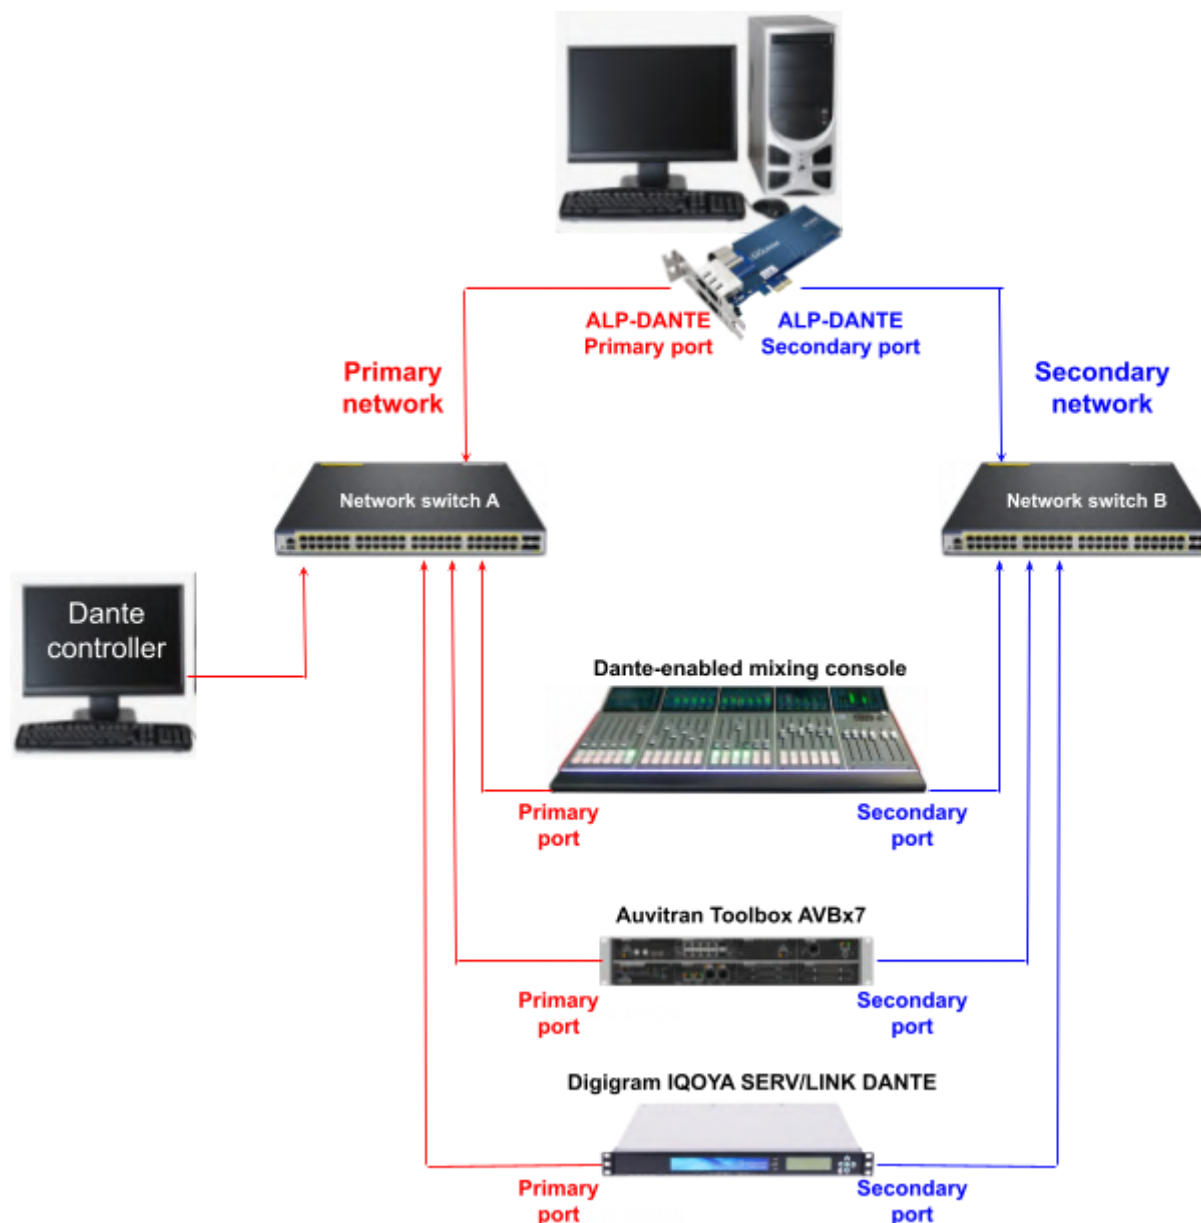 ALP-DANTE
Primary port
ALP-DANTE
Secondary port
Primary
network
Secondary
network
Network switch A
Network switch B
Dante
controller
Dante-enabled mixing console
Primary
port
Secondary
port
Auvitran Toolbox AVBx7
Primary
port
Secondary
port
Digigram IQOYA SERV/LINK DANTE
Primary
port
Secondary
port